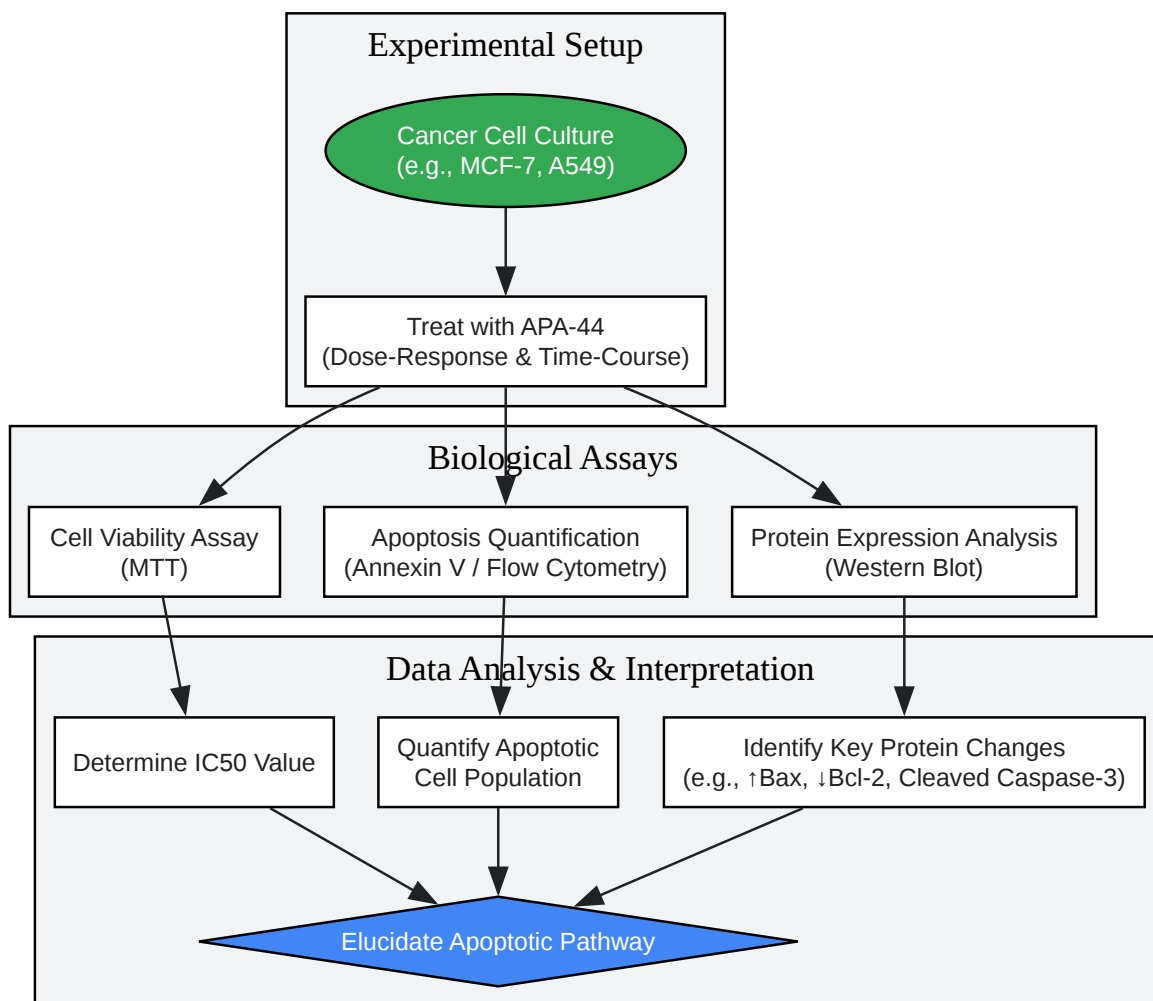 Experimental Setup
Cancer Cell Culture
(e.g., MCF-7, A549)
Treat with APA-44
(Dose-Response & Time-Course)
Biological Assays
Cell Viability Assay
(MTT)
Apoptosis Quantification
(Annexin V / Flow Cytometry)
Protein Expression Analysis
(Western Blot)
Data Analysis & Interpretation
Determine IC50 Value
Quantify Apoptotic
Cell Population
Identify Key Protein Changes
(e.g., ↑Bax, ↓Bcl-2, Cleaved Caspase-3)
Elucidate Apoptotic Pathway